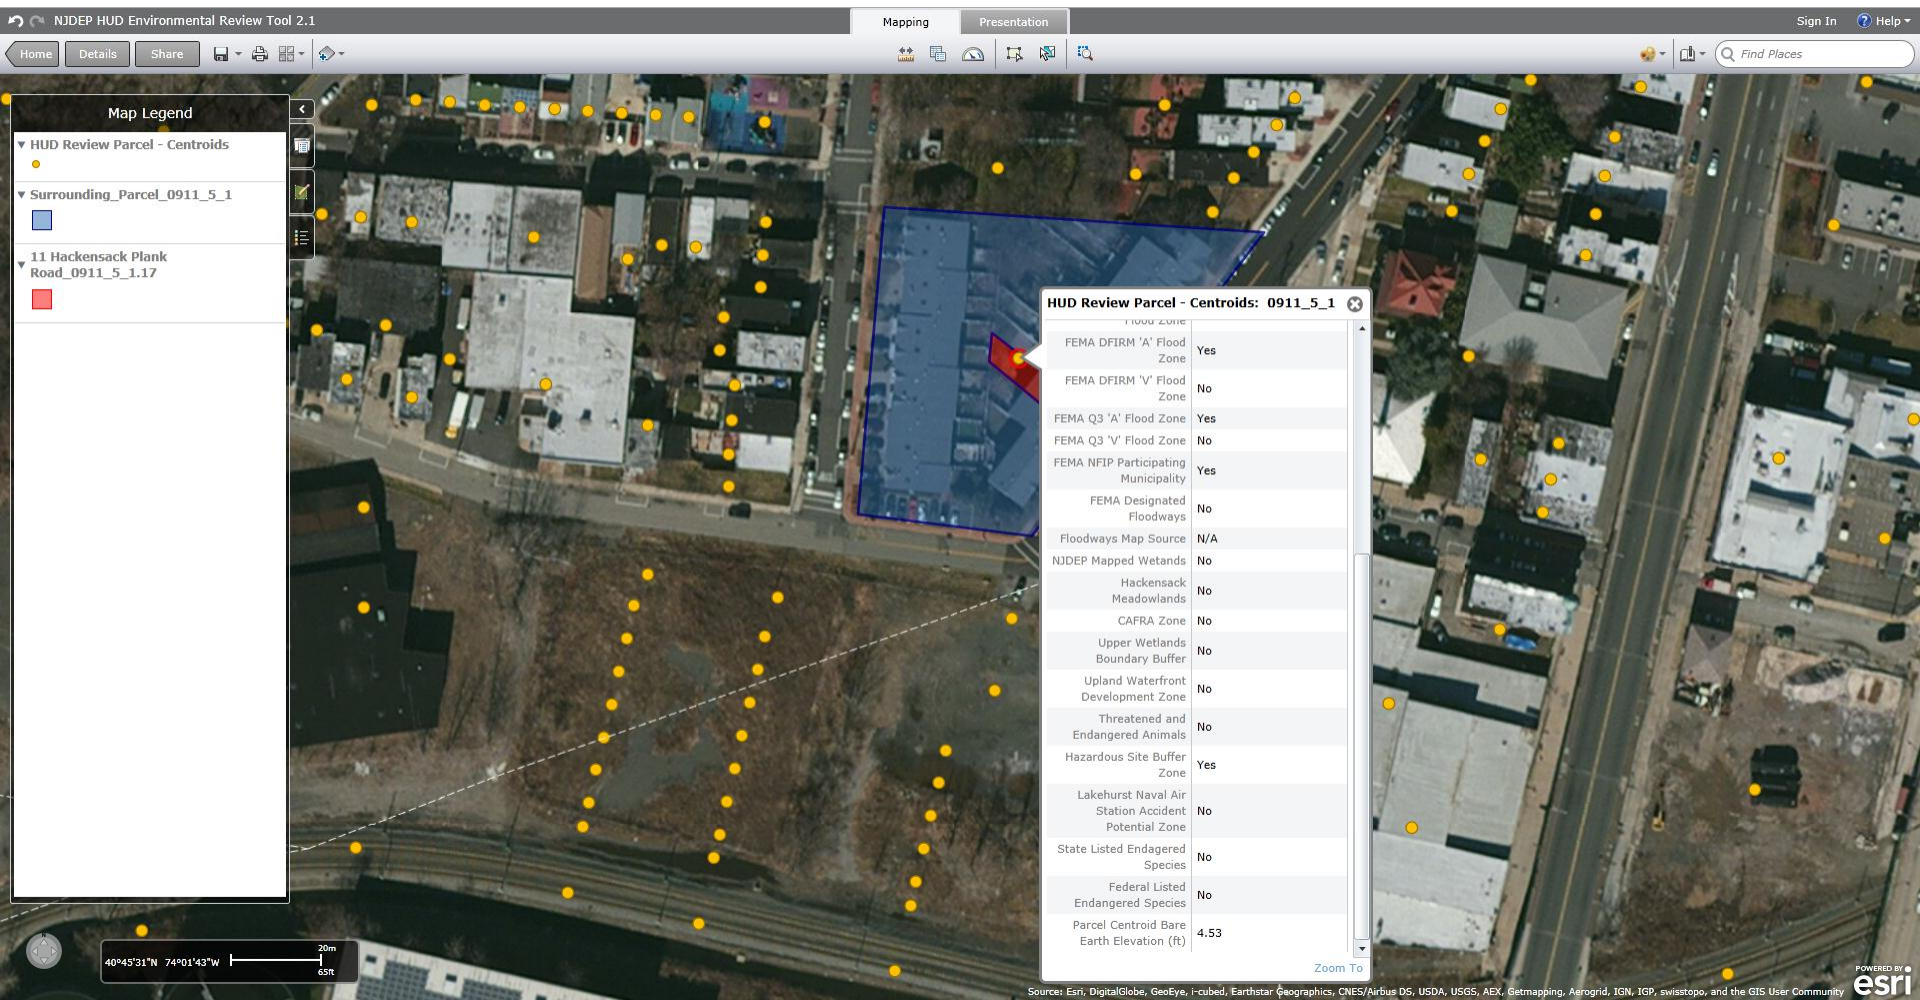 NJDEP HUD Environmental Review Tool 2.1
Mapping
Presentation
Sign In
Help
Home
Details
Share
Find Places
Map Legend
HUD Review Parcel - Centroids
Surrounding_Parcel_0911_5_1
11 Hackensack Plank
Road_0911_5_1.17
HUD Review Parcel - Centroids: 0911_5_1
Flood Zone
FEMA DFIRM 'A' Flood
Zone
Yes
FEMA DFIRM 'V' Flood
Zone
No
FEMA Q3 'A' Flood Zone Yes
FEMA Q3 'V' Flood Zone No
FEMA NFIP Participating
Municipality
Yes
FEMA Designated
Floodways
No
Floodways Map Source N/A
NJDEP Mapped Wetands No
Hackensack
Meadowlands
No
CAFRA Zone No
Upper Wetlands
Boundary Buffer
No
Upland Waterfront
Development Zone
No
Threatened and
Endangered Animals
No
Hazardous Site Buffer
Zone
Yes
Lakehurst Naval Air
Station Accident
Potential Zone
No
State Listed Endagered
Species
No
Federal Listed
Endangered Species
No
Parcel Centroid Bare
Earth Elevation (ft)
4.53
Zoom To
N
40°45'31"N 74°01'43"W
20m
65ft
Source: Esri, DigitalGlobe, GeoEye, i-cubed, Earthstar Geographics, CNES/Airbus DS, USDA, USGS, AEX, Getmapping, Aerogrid, IGN, IGP, swisstopo, and the GIS User Community
POWERED BY
esri